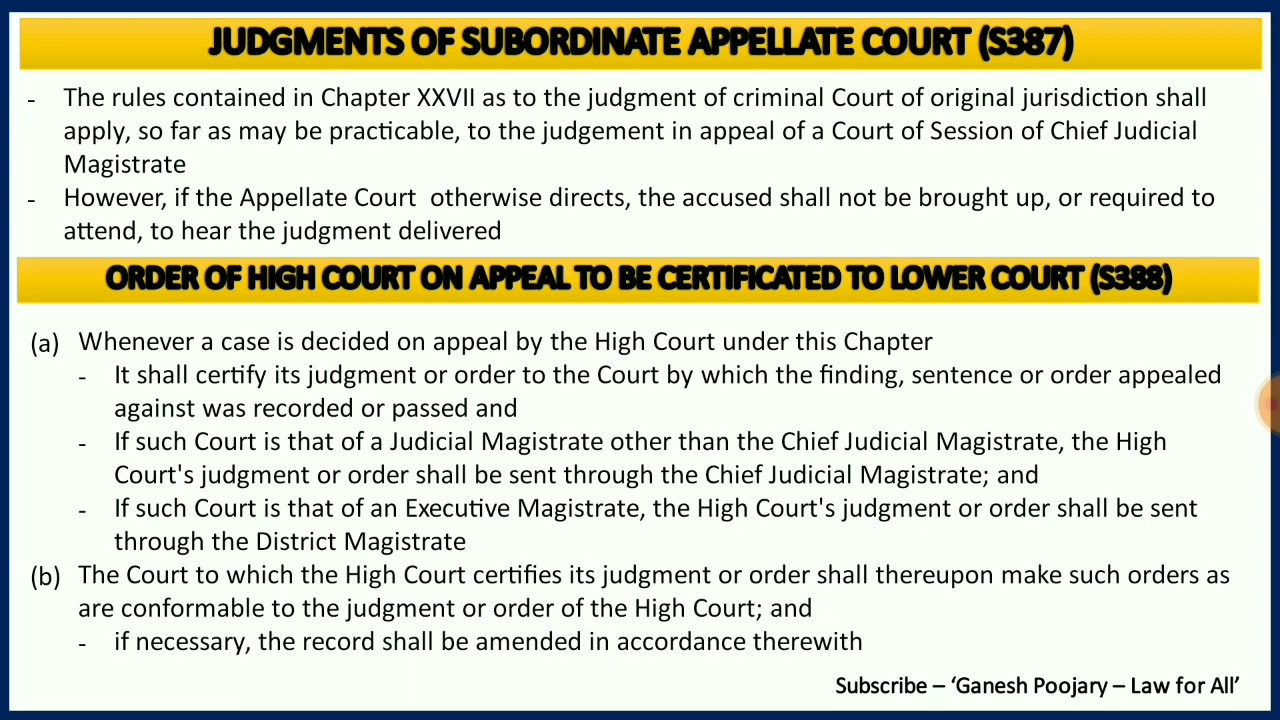 JUDGMENTS OF SUBORDINATE APPELLATE COURT (S387)
- The rules contained in Chapter XXVII as to the judgment of criminal Court of original jurisdiction shall
apply, so far as may be practicable, to the judgement in appeal of a Court of Session of Chief Judicial
Magistrate
- However, if the Appellate Court otherwise directs, the accused shall not be brought up, or required to
attend, to hear the judgment delivered
ORDER OF HIGH COURT ON APPEAL TO BE CERTIFICATED TO LOWER COURT (S388)
(a) Whenever a case is decided on appeal by the High Court under this Chapter
- It shall certify its judgment or order to the Court by which the finding, sentence or order appealed
against was recorded or passed and
- If such Court is that of a Judicial Magistrate other than the Chief Judicial Magistrate, the High
Court's judgment or order shall be sent through the Chief Judicial Magistrate; and
- If such Court is that of an Executive Magistrate, the High Court's judgment or order shall be sent
through the District Magistrate
(b) The Court to which the High Court certifies its judgment or order shall thereupon make such orders as
are conformable to the judgment or order of the High Court; and
- if necessary, the record shall be amended in accordance therewith
Subscribe – ‘Ganesh Poojary – Law for All’